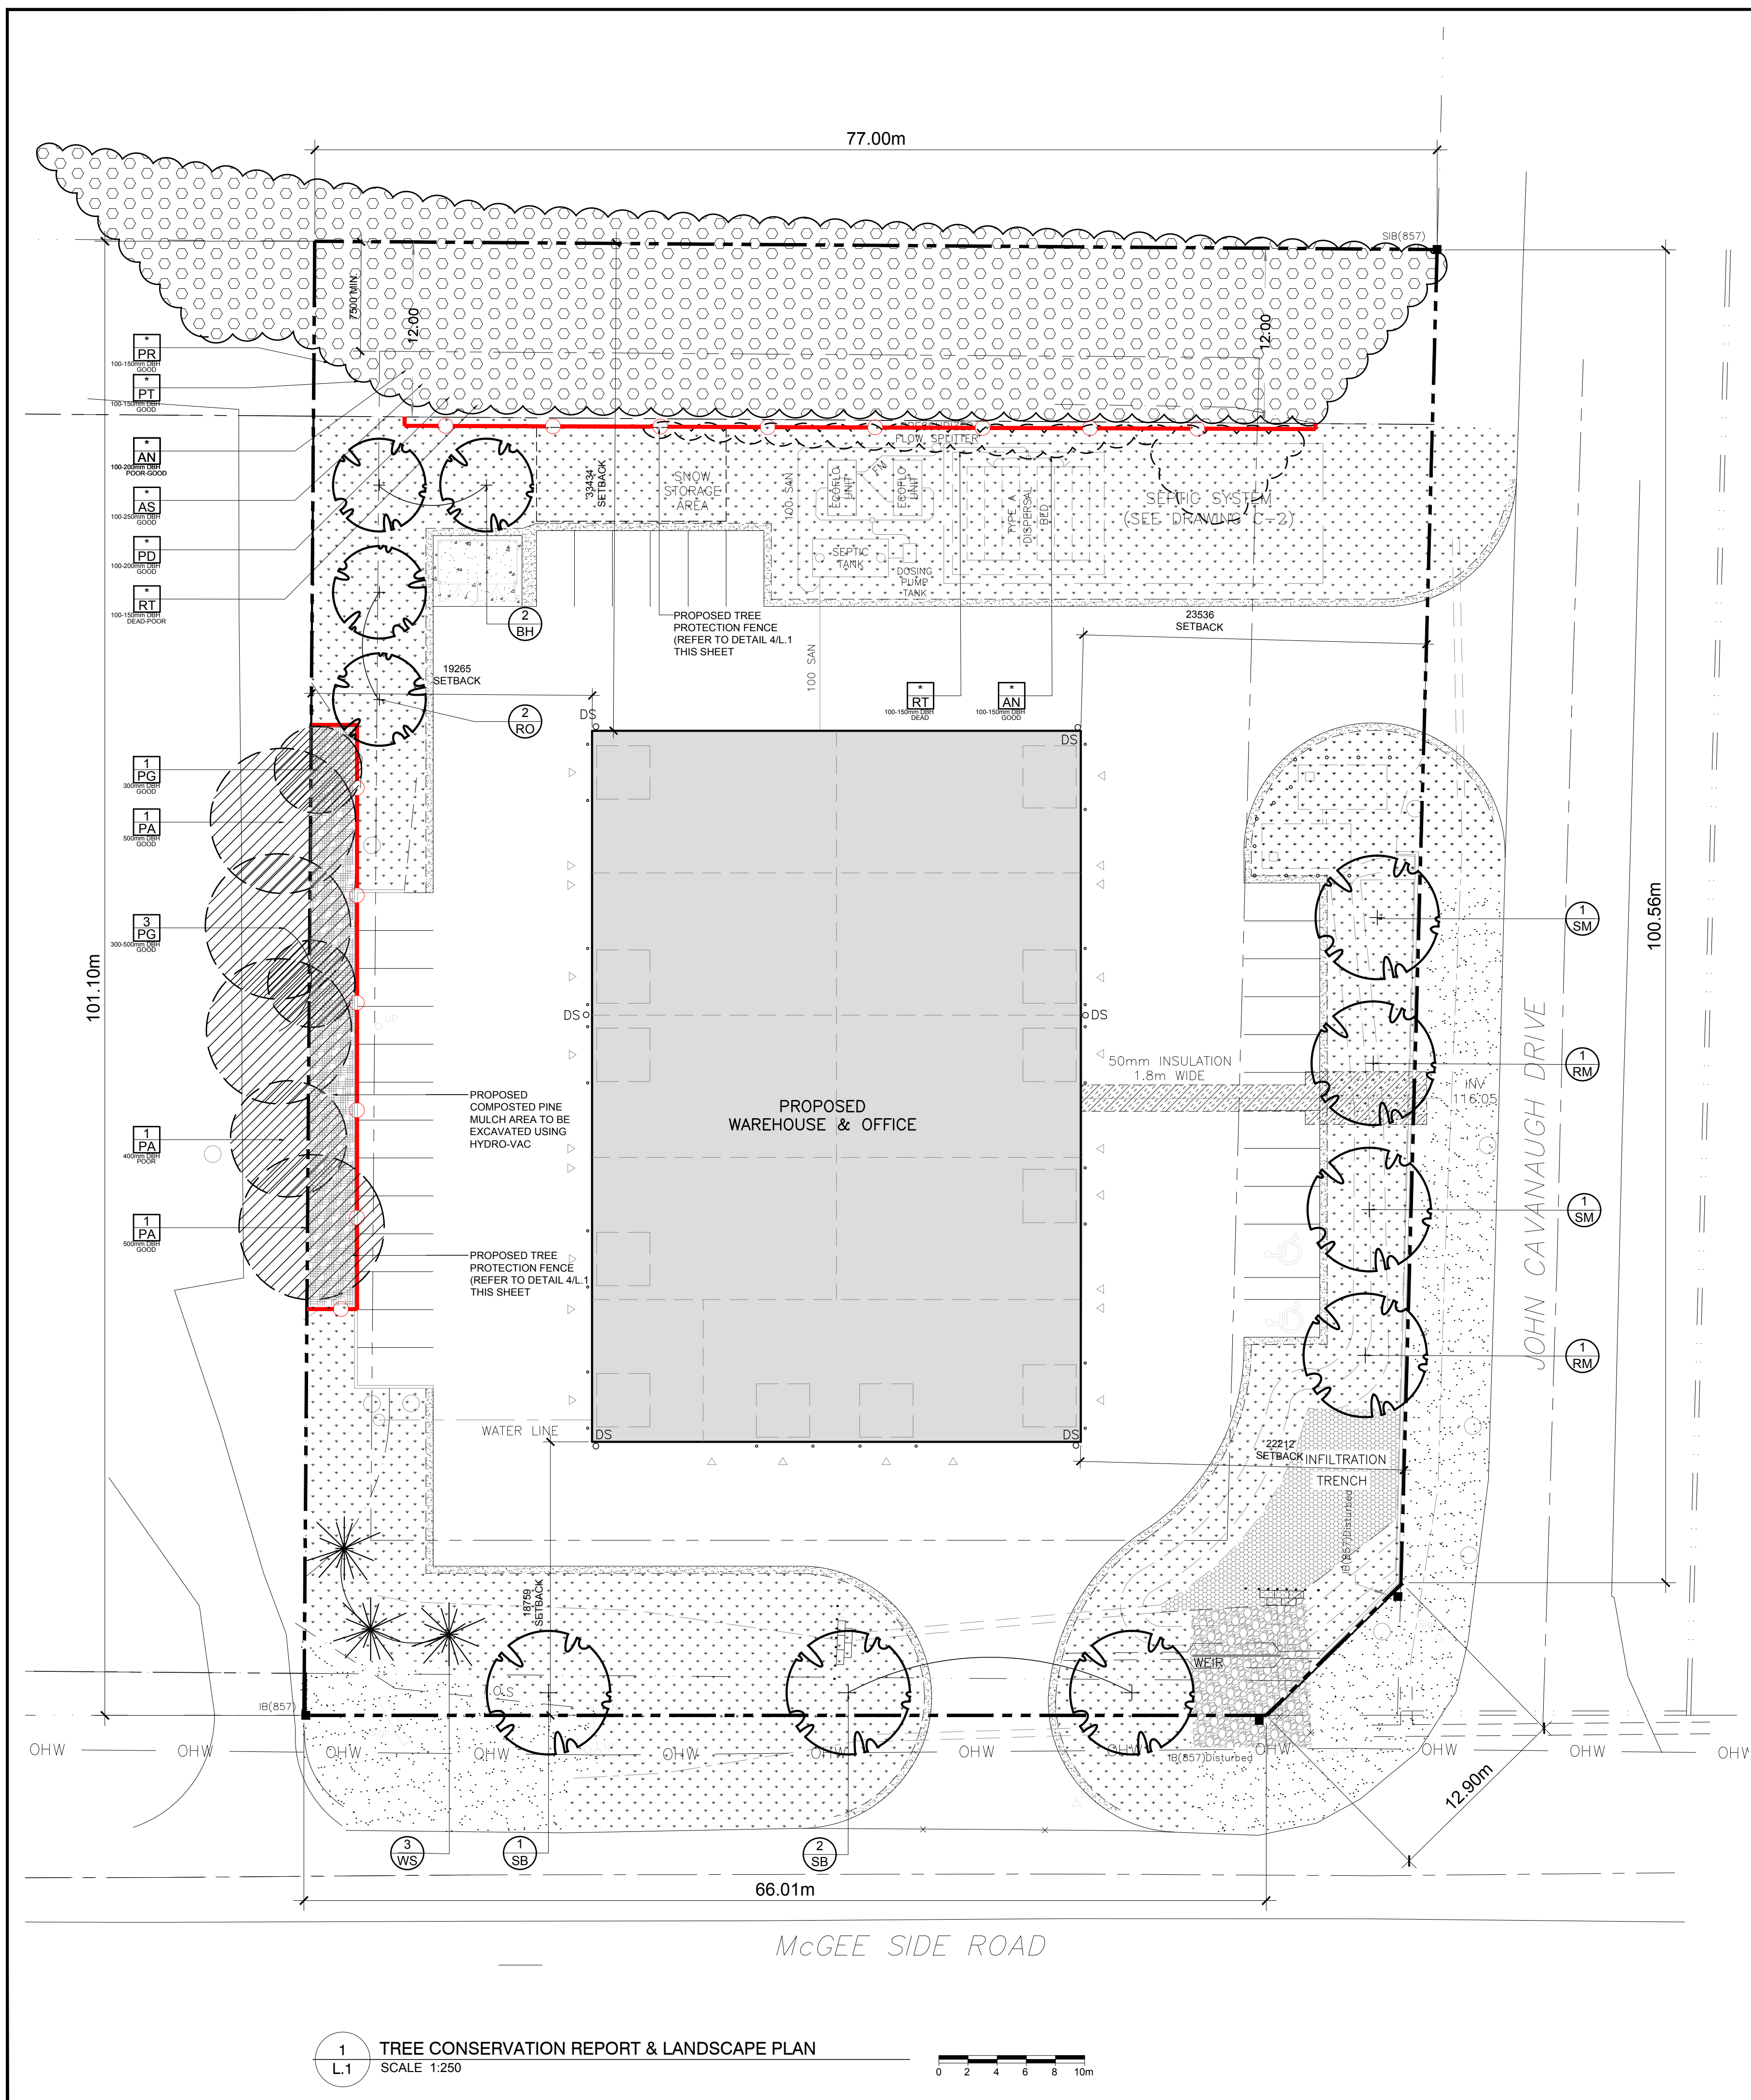 77.00m
SIB(857)
7500 MIN.
12.00
12.00
*
PR
100-150mm DBH
GOOD
*
PT
100-150mm DBH
GOOD
*
AN
100-200mm DBH
POOR-GOOD
*
AS
100-250mm DBH
GOOD
*
PD
100-200mm DBH
GOOD
*
RT
100-150mm DBH
DEAD-POOR
FLOW SPLITTER
33434
SETBACK
SNOW
STORAGE
AREA
100 SAN
ECOFLO
UNIT
FM
ECOFLO
UNIT
TYPE A
DISPERSAL
BED
SEPTIC SYSTEM
(SEE DRAWING C-2)
SEPTIC
TANK
DOSING
PUMP
TANK
2
BH
PROPOSED TREE
PROTECTION FENCE
(REFER TO DETAIL 4/L.1
THIS SHEET
23536
SETBACK
19265
SETBACK
100 SAN
*
RT
100-150mm DBH
DEAD
*
AN
100-150mm DBH
GOOD
2
RO
DS
DS
1
PG
300mm DBH
GOOD
1
PA
500mm DBH
GOOD
3
PG
300-500mm DBH
GOOD
1
SM
101.10m
100.56m
DS
DS
UP
50mm INSULATION
1.8m WIDE
1
RM
INV
116.05
PROPOSED
COMPOSTED PINE
MULCH AREA TO BE
EXCAVATED USING
HYDRO-VAC
PROPOSED
WAREHOUSE & OFFICE
1
PA
400mm DBH
POOR
1
PA
500mm DBH
GOOD
1
SM
JOHN CAVANAUGH DRIVE
PROPOSED TREE
PROTECTION FENCE
(REFER TO DETAIL 4/L.1
THIS SHEET
1
RM
WATER LINE
DS
DS
22212
SETBACK
INFILTRATION
TRENCH
IB(857)Disturbed
18759
SETBACK
WEIR
O.S
IB(857)
OHW
OHW
OHW
OHW
OHW
OHW
OHW
OHW
OHW
OHW
OHW
OHW
IB(857)Disturbed
12.90m
3
WS
1
SB
2
SB
66.01m
McGEE SIDE ROAD
1
L.1
TREE CONSERVATION REPORT & LANDSCAPE PLAN
SCALE 1:250
0 2 4 6 8 10m